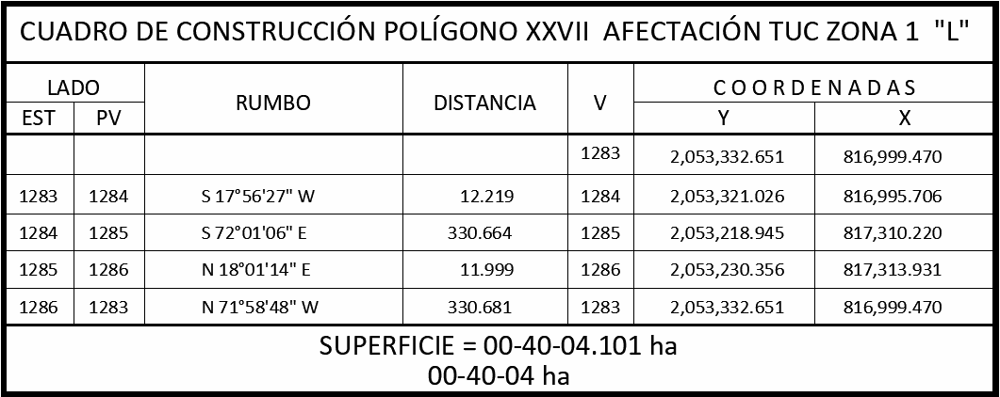 CUADRO DE CONSTRUCCIÓN POLÍGONO XXVII AFECTACIÓN TUC ZONA 1 "L"
LADO RUMBO DISTANCIA V C O O R D E N A D A S
EST PV Y X
1283 2,053,332.651 816,999.470
1283 1284 S 17°56'27" W 12.219 1284 2,053,321.026 816,995.706
1284 1285 S 72°01'06" E 330.664 1285 2,053,218.945 817,310.220
1285 1286 N 18°01'14" E 11.999 1286 2,053,230.356 817,313.931
1286 1283 N 71°58'48" W 330.681 1283 2,053,332.651 816,999.470
SUPERFICIE = 00-40-04.101 ha
00-40-04 ha